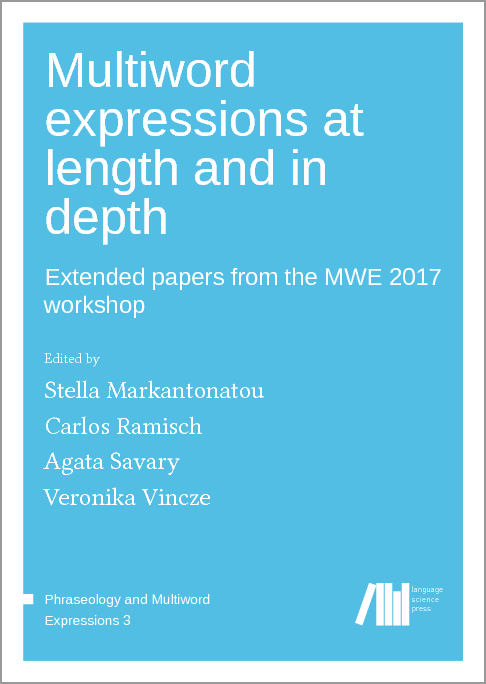 Multiword
expressions at
length and in
depth
Extended papers from the MWE 2017
workshop
Edited by
Stella Markantonatou
Carlos Ramisch
Agata Savary
Veronika Vincze
Phraseology and Multiword
Expressions 3
language
science
press